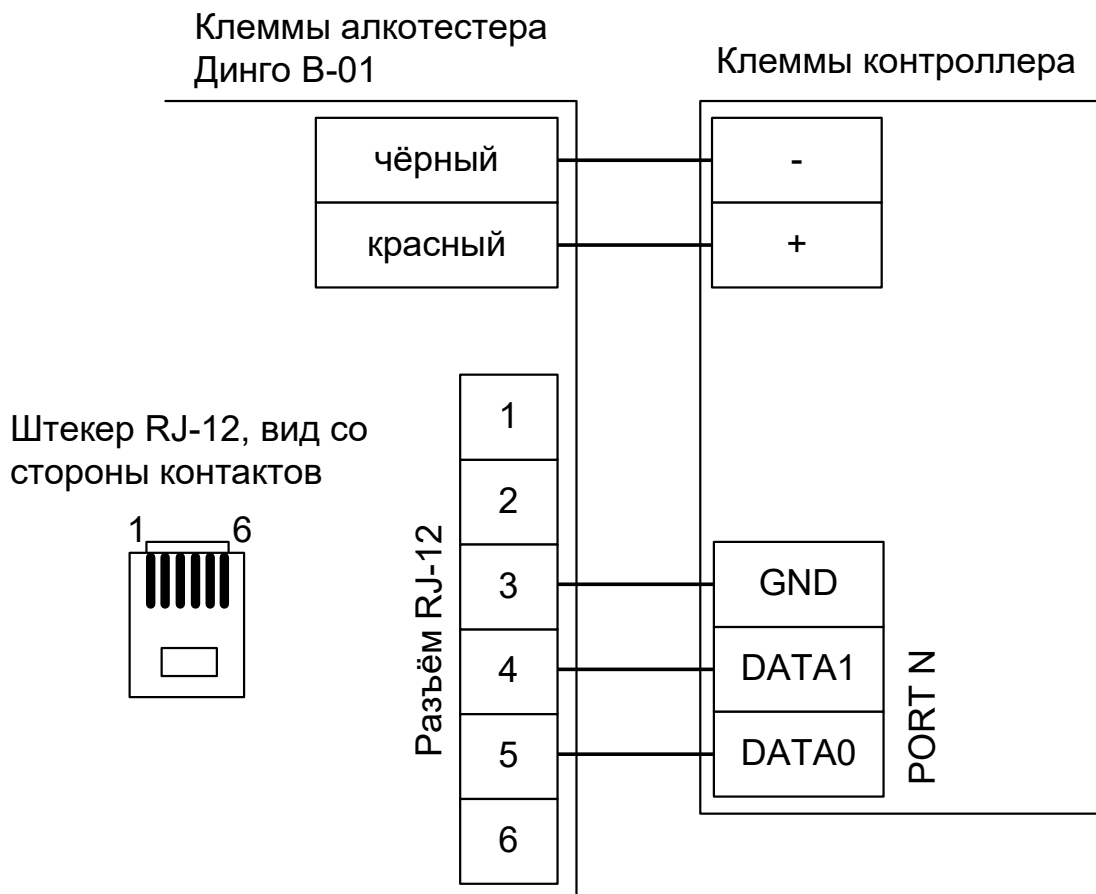 Клеммы алкотестера
Динго В-01
Клеммы контроллера
чёрный
-
красный
+
Штекер RJ-12, вид со
стороны контактов
1 6
Разъём RJ-12
1
2
3
4
5
6
GND
DATA1
DATA0
PORT N